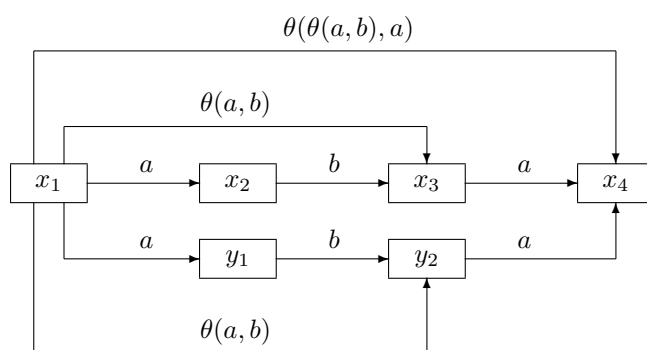 θ(θ(a, b), a)
θ(a, b)
x₁ a x₂ b x₃ a x₄
a y₁ b y₂ a
θ(a, b)